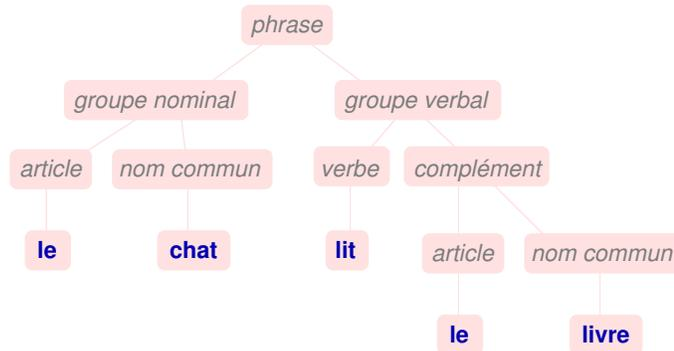 phrase
groupe nominal groupe verbal
article nom commun verbe complément
le chat lit article nom commun
le livre